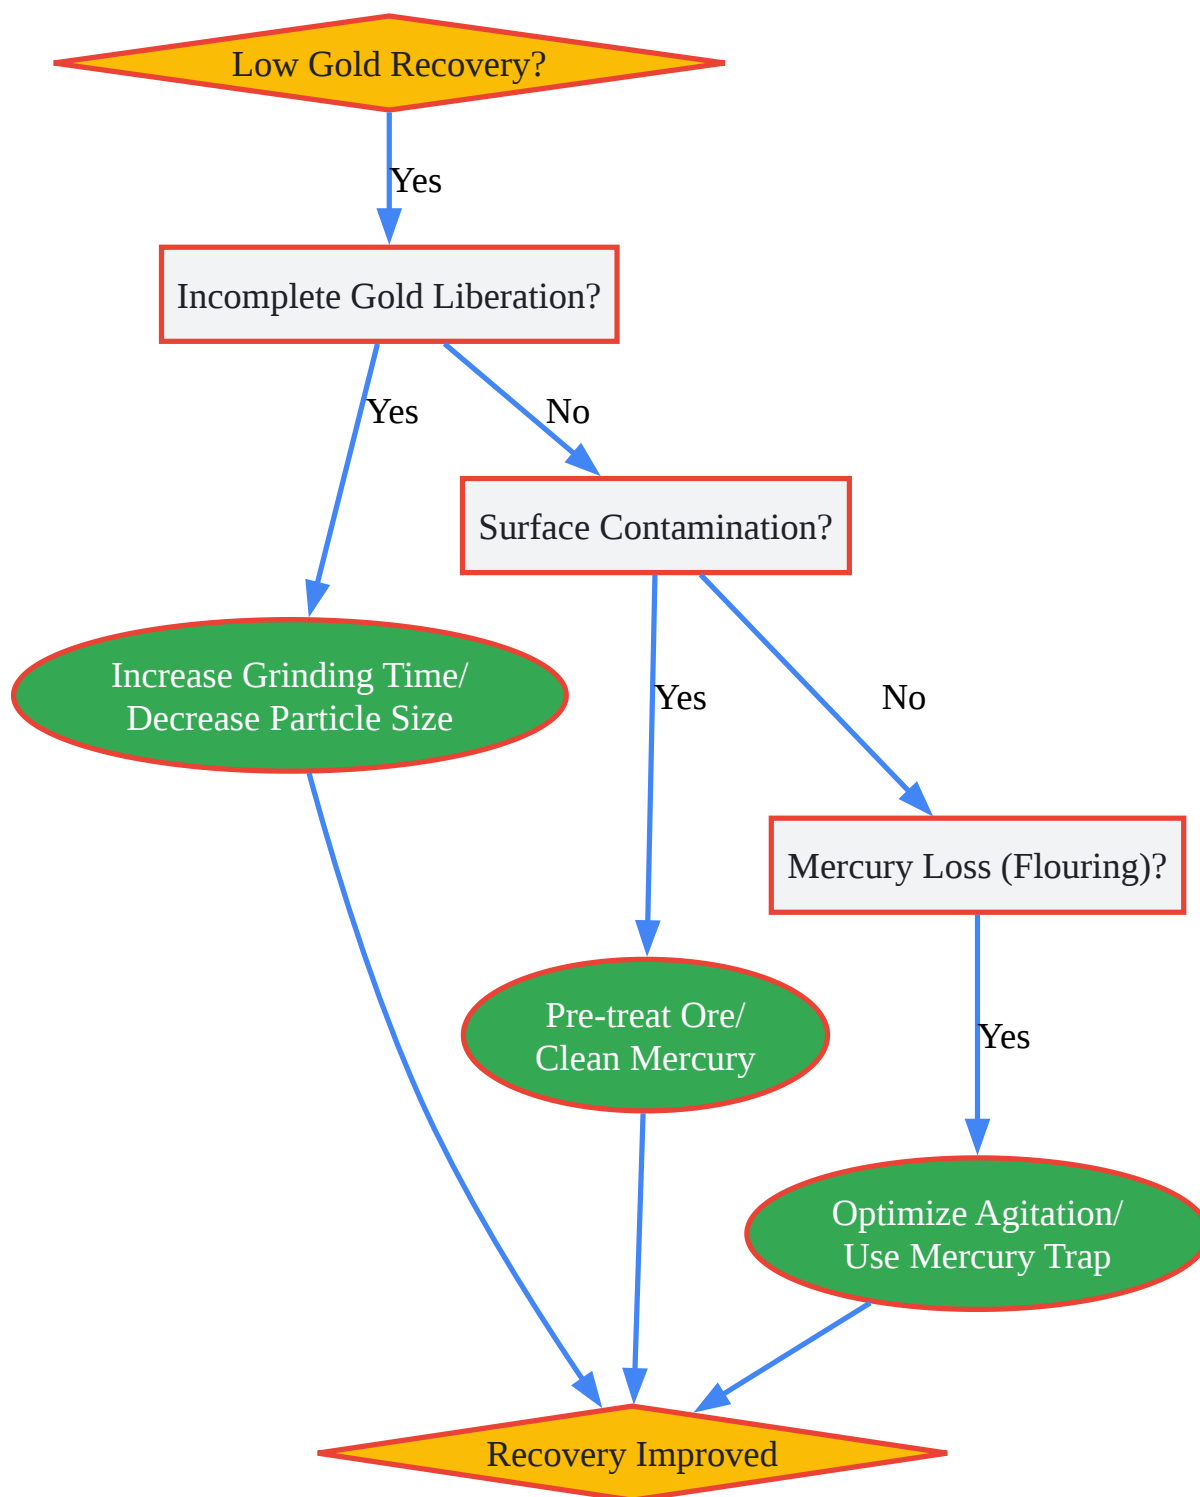 Low Gold Recovery?
Yes
Incomplete Gold Liberation?
Yes
No
Surface Contamination?
Increase Grinding Time/
Decrease Particle Size
Yes
No
Mercury Loss (Flouring)?
Pre-treat Ore/
Clean Mercury
Yes
Optimize Agitation/
Use Mercury Trap
Recovery Improved